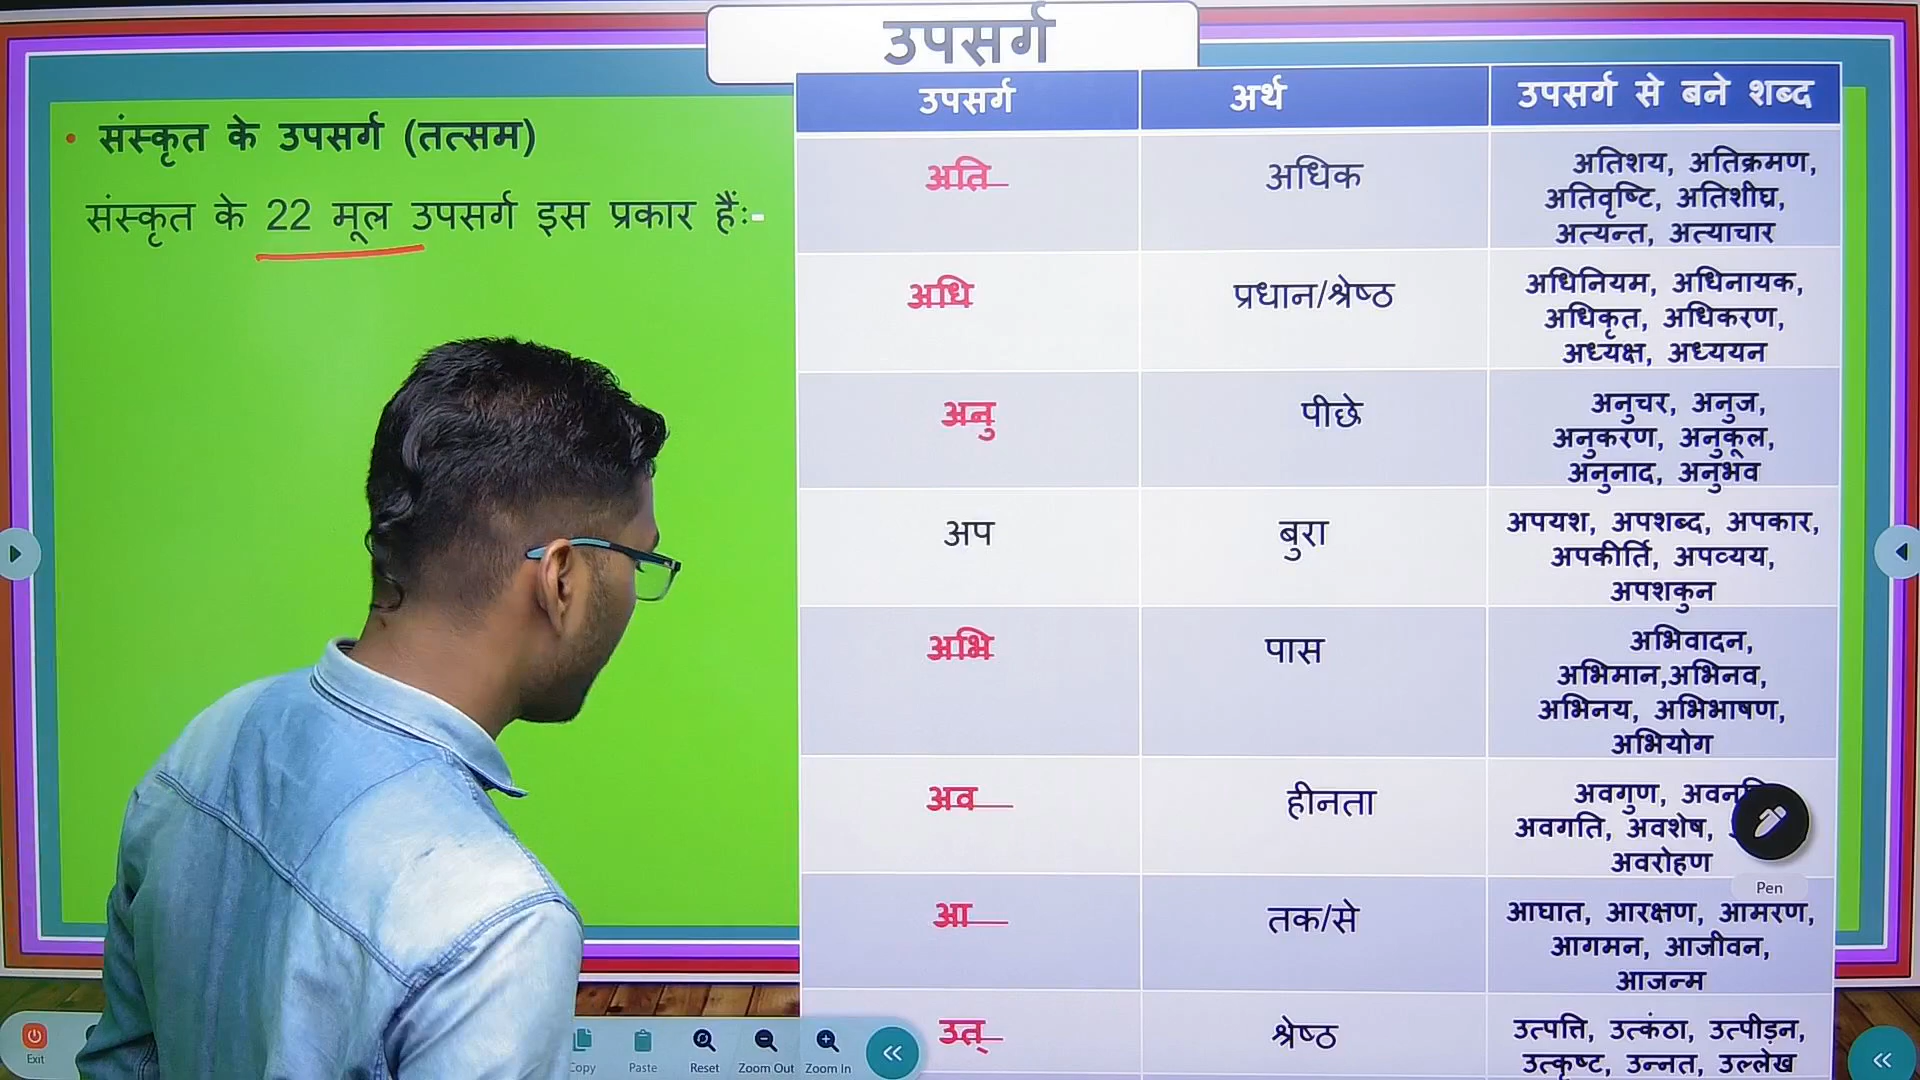 उपसर्ग
• संस्कृत के उपसर्ग (तत्सम)
संस्कृत के 22 मूल उपसर्ग इस प्रकार हैंः-
उपसर्ग अर्थ उपसर्ग से बने शब्द
अति अधिक अतिशय, अतिक्रमण,
अतिवृष्टि, अतिशीघ्र,
अत्यन्त, अत्याचार
अधि प्रधान/श्रेष्ठ अधिनियम, अधिनायक,
अधिकृत, अधिकरण,
अध्यक्ष, अध्ययन
अनु पीछे अनुचर, अनुज,
अनुकरण, अनुकूल,
अनुनाद, अनुभव
अप बुरा अपयश, अपशब्द, अपकार,
अपकीर्ति, अपव्यय,
अपशकुन
अभि पास अभिवादन,
अभिमान,अभिनव,
अभिनय, अभिभाषण,
अभियोग
अव हीनता अवगुण,
अवगति, अवशेष,
अवरोहण
Pen
आ तक/से आघात, आरक्षण, आमरण,
आगमन, आजीवन,
आजन्म
उत् श्रेष्ठ उत्पत्ति, उत्कंठा, उत्पीड़न,
उत्कृष्ट, उन्नत, उल्लेख
Exit Copy Paste Reset Zoom Out Zoom In